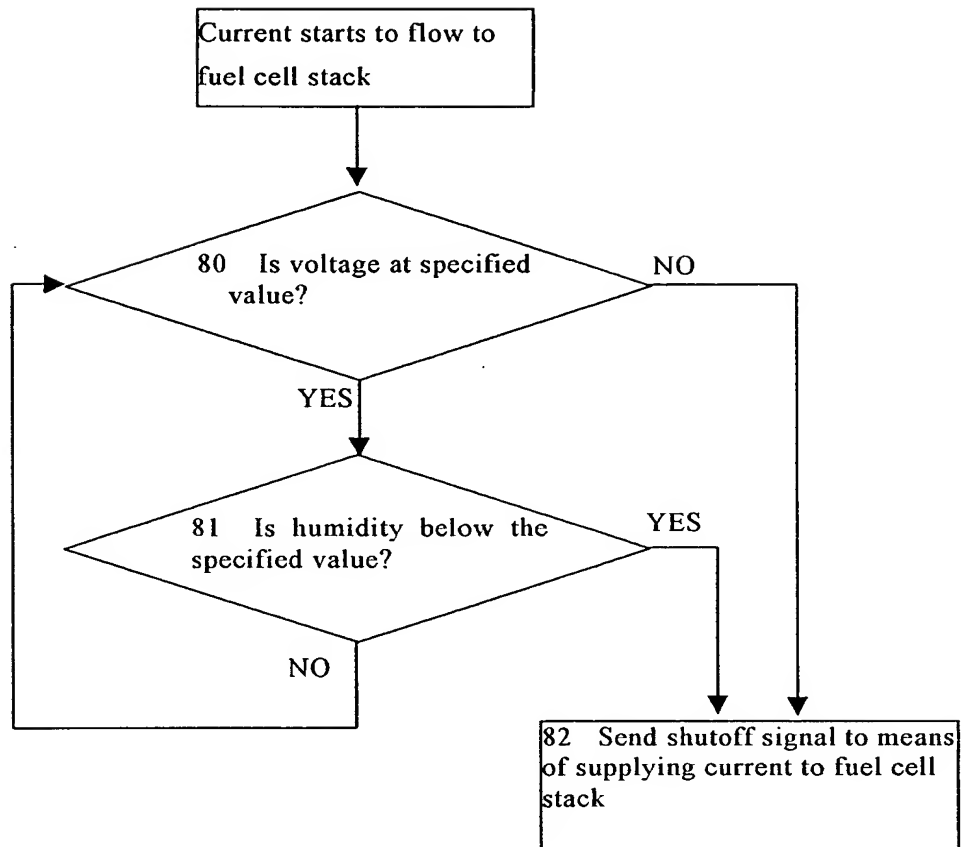 Current starts to flow to
fuel cell stack
80 Is voltage at specified
value?
NO
YES
81 Is humidity below the
specified value?
YES
NO
82 Send shutoff signal to means
of supplying current to fuel cell
stack